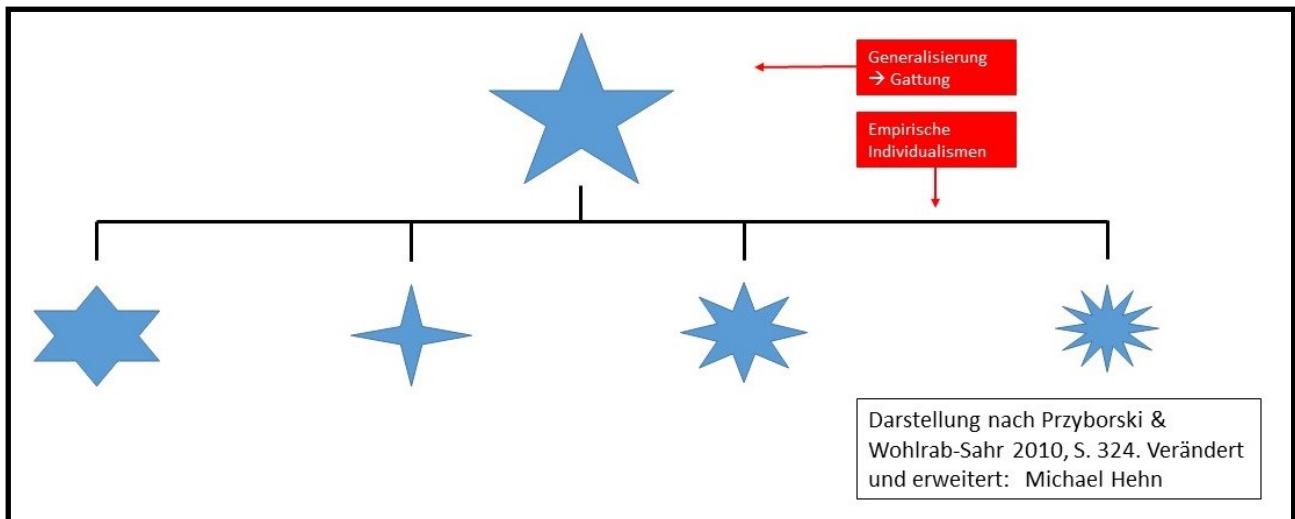 Generalisierung
→ Gattung
Empirische
Individualismen
Darstellung nach Przyborski &
Wohlrab-Sahr 2010, S. 324. Verändert
und erweitert: Michael Hehn